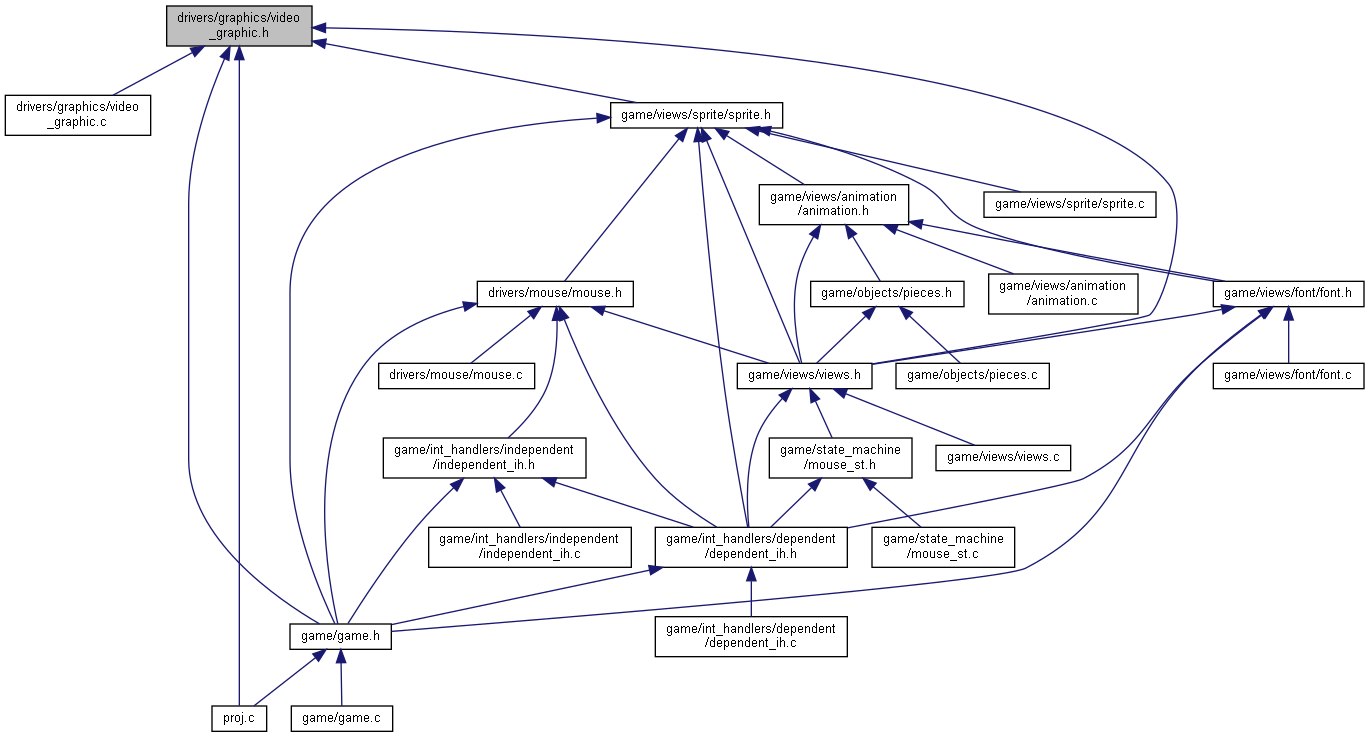 drivers/graphics/video
_graphic.h
drivers/graphics/video
_graphic.c
game/views/sprite/sprite.h
game/views/animation
/animation.h
game/views/sprite/sprite.c
drivers/mouse/mouse.h
game/objects/pieces.h
game/views/animation
/animation.c
game/views/font/font.h
drivers/mouse/mouse.c
game/views/views.h
game/objects/pieces.c
game/views/font/font.c
game/int_handlers/independent
/independent_ih.h
game/state_machine
/mouse_st.h
game/views/views.c
game/int_handlers/independent
/independent_ih.c
game/int_handlers/dependent
/dependent_ih.h
game/state_machine
/mouse_st.c
game/game.h
game/int_handlers/dependent
/dependent_ih.c
proj.c
game/game.c